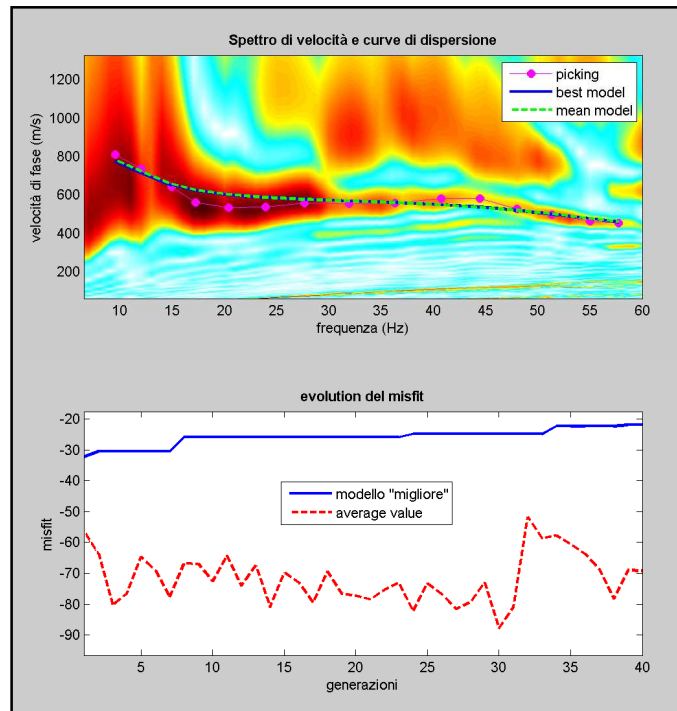 Spettro di velocità e curve di dispersione
velocità di fase (m/s)
1200
1000
800
600
400
200
picking
best model
mean model
10 15 20 25 30 35 40 45 50 55 60
frequenza (Hz)
evolution del misfit
misfit
-20
-30
-40
-50
-60
-70
-80
-90
modello "migliore"
average value
5 10 15 20 25 30 35 40
generazioni